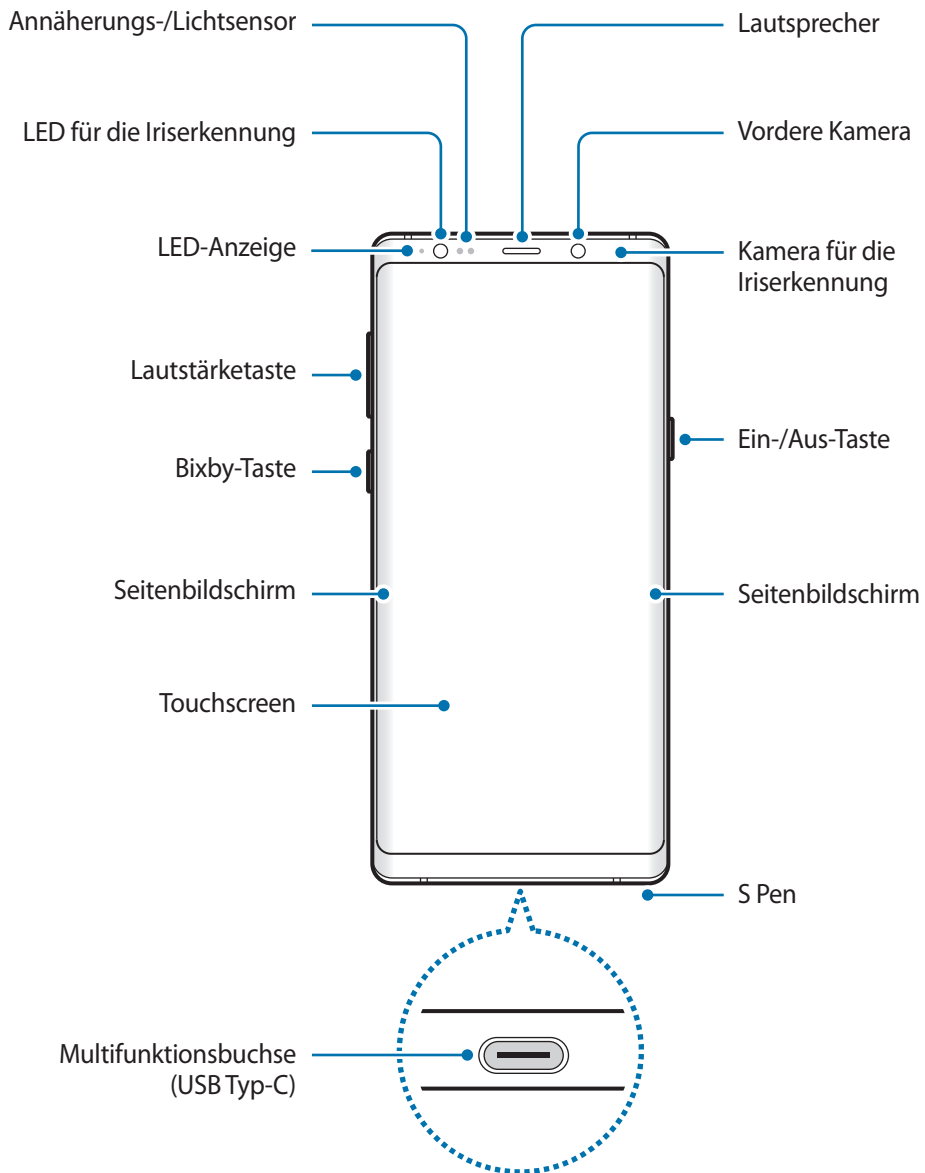 Annäherungs-/Lichtsensor
Lautsprecher
LED für die Iriserkennung
Vordere Kamera
LED-Anzeige
Kamera für die
Iriserkennung
Lautstärketaste
Ein-/Aus-Taste
Bixby-Taste
Seitenbildschirm
Seitenbildschirm
Touchscreen
S Pen
Multifunktionsbuchse
(USB Typ-C)